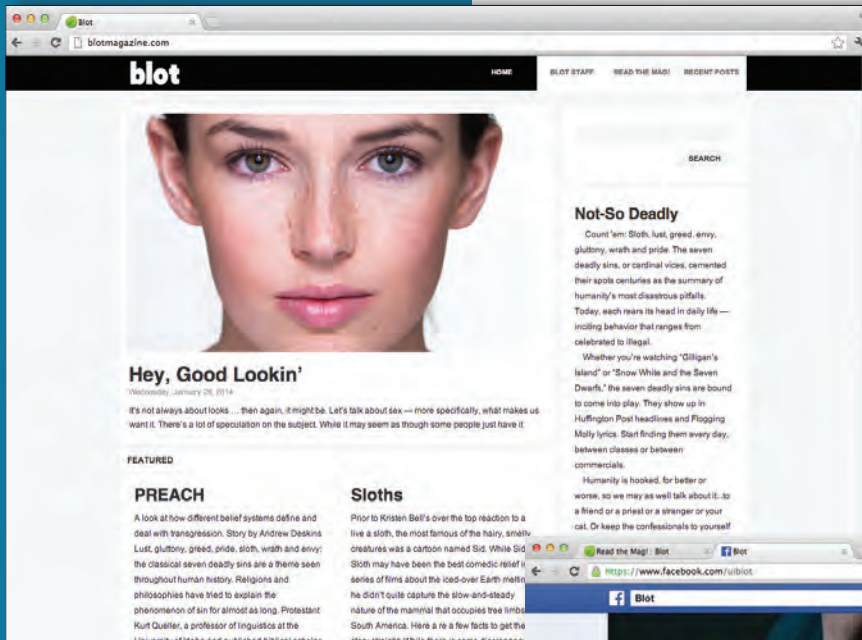 Blot
blotmagazine.com
blot
HOME
BLOT STAFF
READ THE MAG!
RECENT POSTS
SEARCH
Hey, Good Lookin’
Wednesday, January 29, 2014
It's not always about looks … then again, it might be. Let's talk about sex — more specifically, what makes us
want it. There's a lot of speculation on the subject. While it may seem as though some people just have it
FEATURED
PREACH
A look at how different belief systems define and
deal with transgression. Story by Andrew Deskins
Lust, gluttony, greed, pride, sloth, wrath and envy:
the classical seven deadly sins are a theme seen
throughout human history. Religions and
philosophies have tried to explain the
phenomenon of sin for almost as long. Protestant
Kurt Queller, a professor of linguistics at the
University of Idaho and published biblical scholar
Sloths
Prior to Kristen Bell's over the top reaction to a
live a sloth, the most famous of the hairy, smelly
creatures was a cartoon named Sid. While Sid
Sloth may have been the best comedic relief in
series of films about the iced-over Earth melting
he didn't quite capture the slow-and-steady
nature of the mammal that occupies tree limbs
South America. Here a re a few facts to get the
Not-So Deadly
Count 'em: Sloth, lust, greed, envy,
gluttony, wrath and pride. The seven
deadly sins, or cardinal vices, cemented
their spots centuries as the summary of
humanity's most disastrous pitfalls.
Today, each rears its head in daily life —
inciting behavior that ranges from
celebrated to illegal.
Whether you're watching "Gilligan's
Island" or "Snow White and the Seven
Dwarfs," the seven deadly sins are bound
to come into play. They show up in
Huffington Post headlines and Flogging
Molly lyrics. Start finding them every day,
between classes or between
commercials.
Humanity is hooked, for better or
worse, so we may as well talk about it..to
a friend or a priest or a stranger or your
cat. Or keep the confessionals to yourself
Read the Mag! : Blot
Blot
https://www.facebook.com/uiblot
Blot